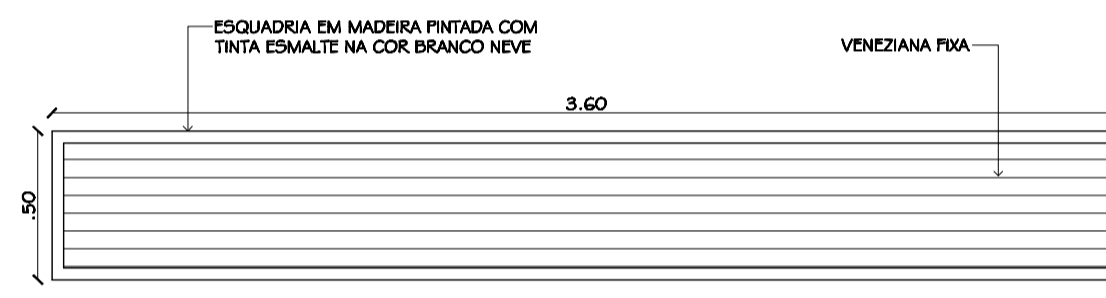 ESQUADRIA EM MADEIRA PINTADA COM
TINTA ESMALTE NA COR BRANCO NEVE
VENEZIANA FIXA
3.60
.50